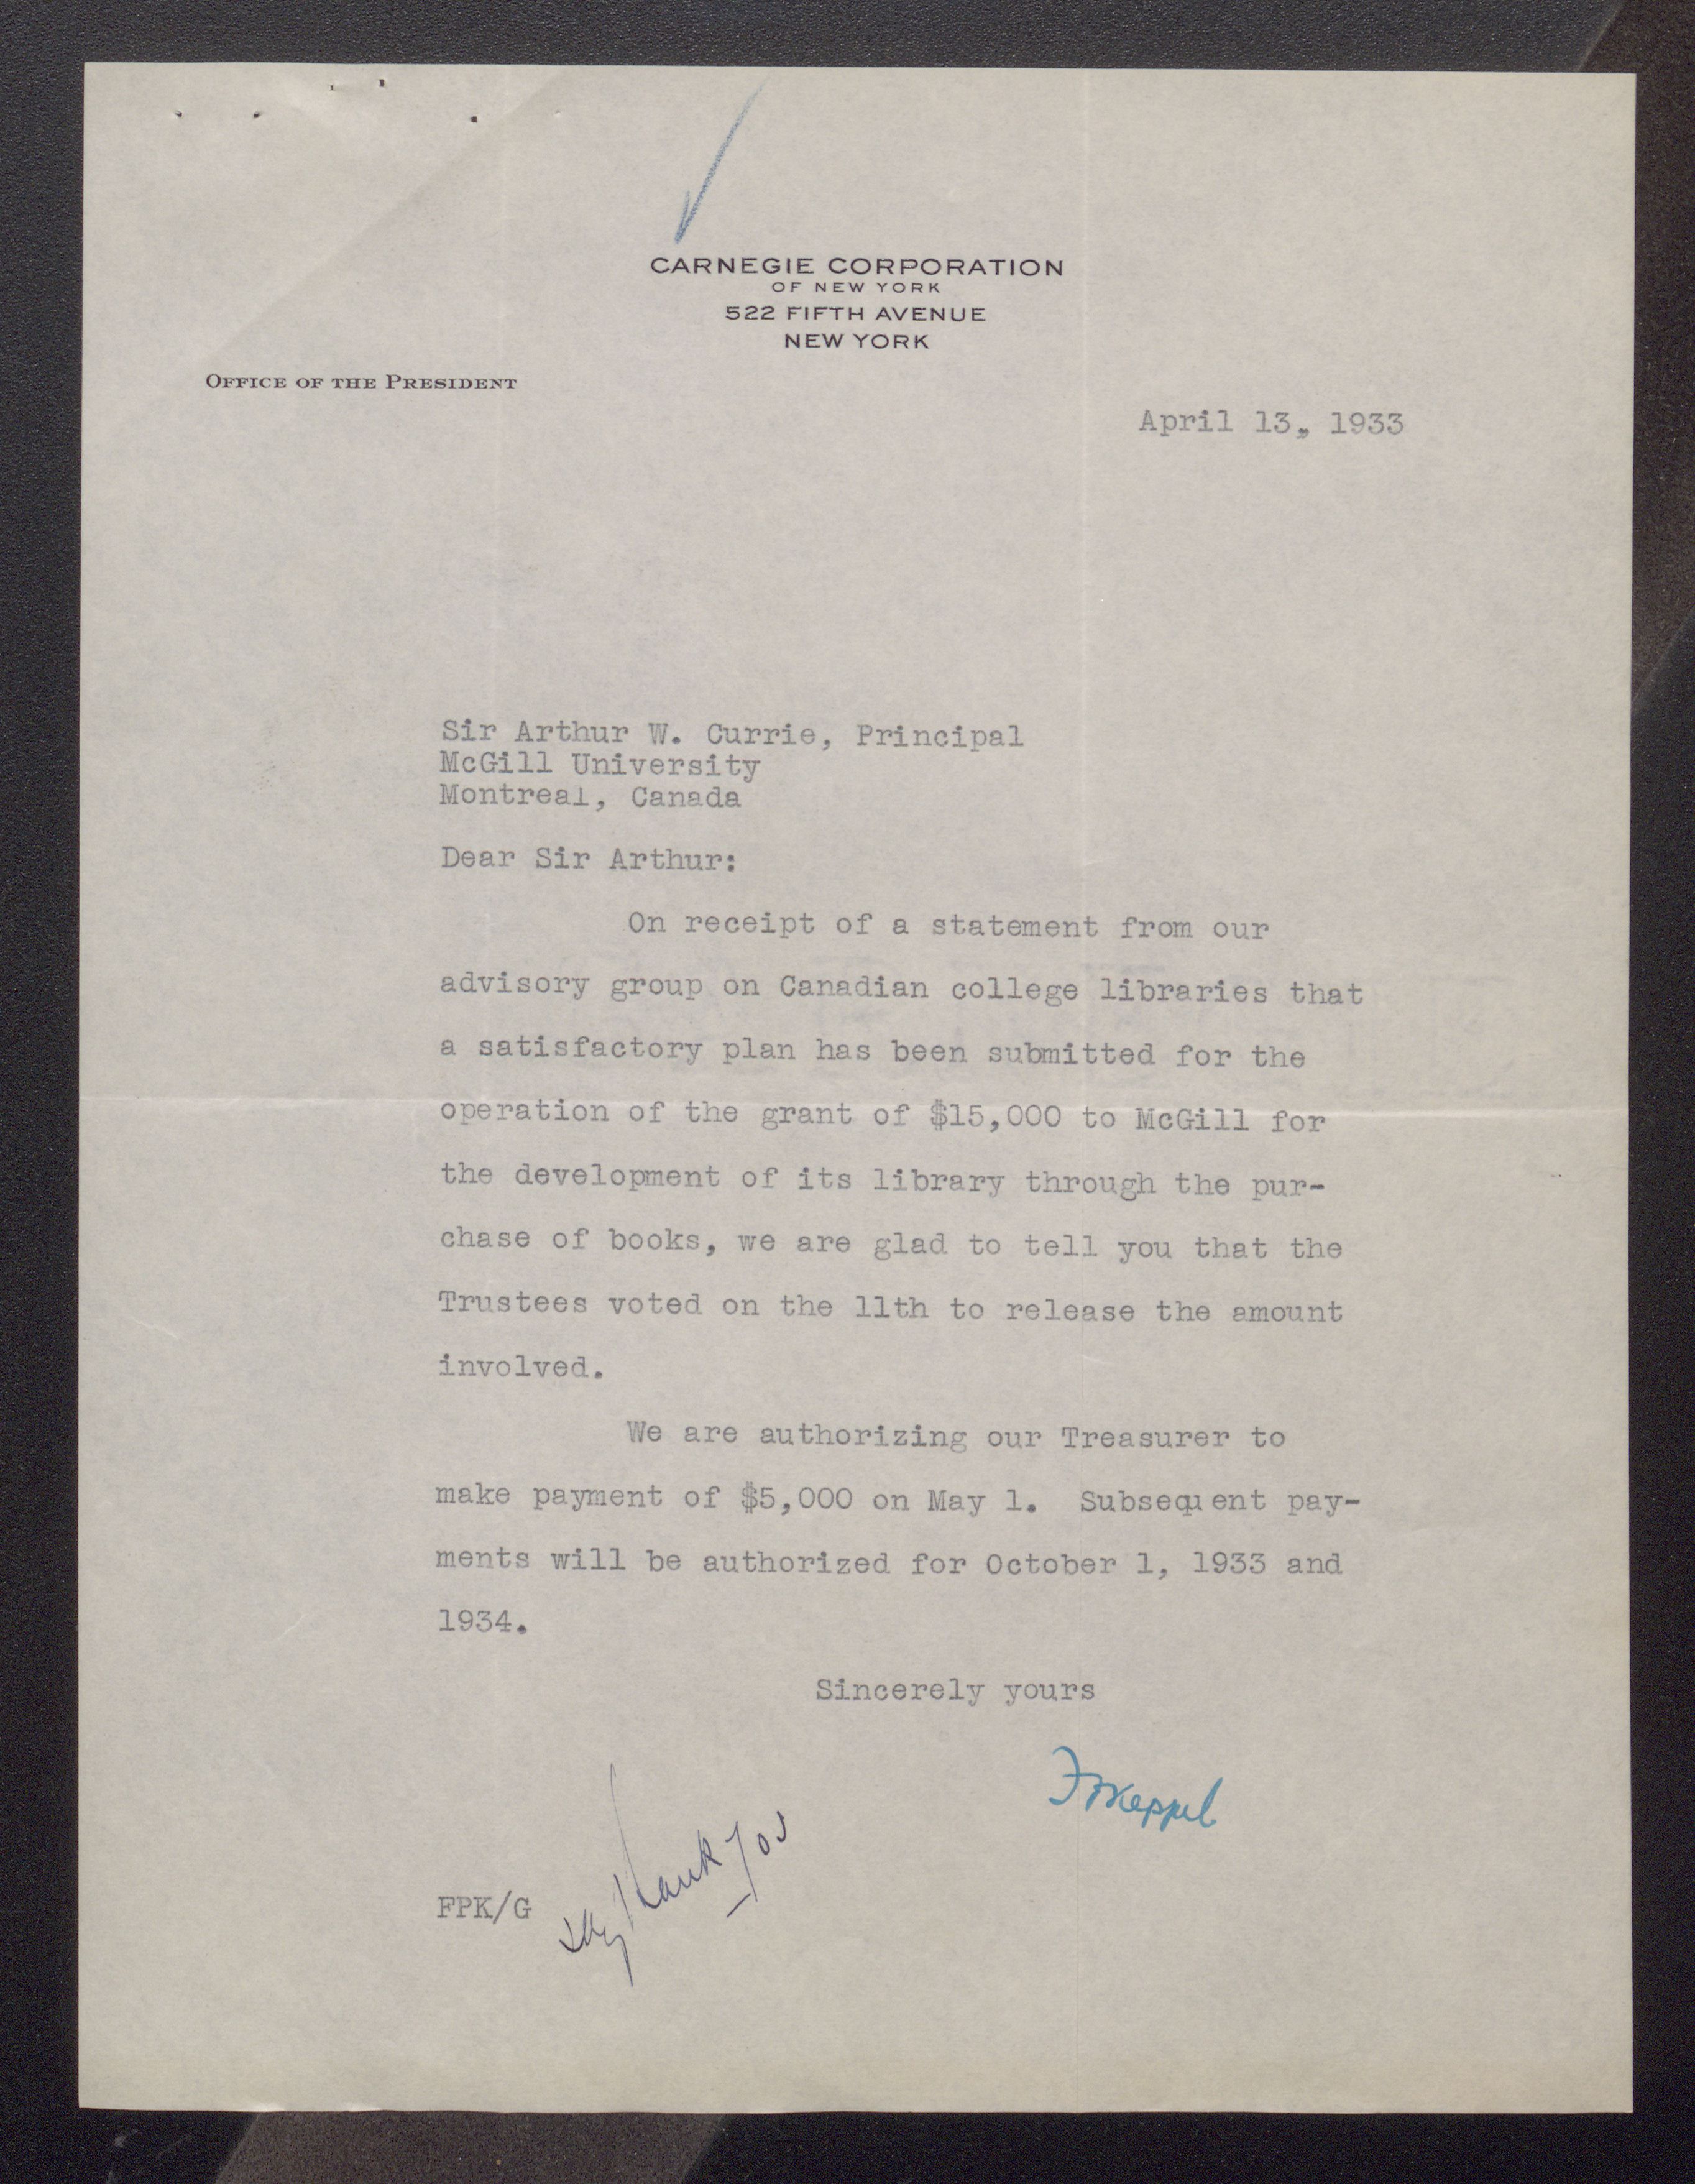 CARNEGIE CORPORATION
OF NEW YORK
522 FIFTH AVENUE
NEW YORK
OFFICE OF THE PRESIDENT
April 13, 1933
Sir Arthur W. Currie, Principal
McGill University
Montreal, Canada
Dear Sir Arthur:
On receipt of a statement from our
advisory group on Canadian college libraries that
a satisfactory plan has been submitted for the
operation of the grant of $15,000 to McGill for
the development of its library through the pur-
chase of books, we are glad to tell you that the
Trustees voted on the 11th to release the amount
involved.
We are authorizing our Treasurer to
make payment of $5,000 on May 1. Subsequent pay-
ments will be authorized for October 1, 1933 and
1934.
Sincerely yours
FPKeppel
Thank you
FPK/G